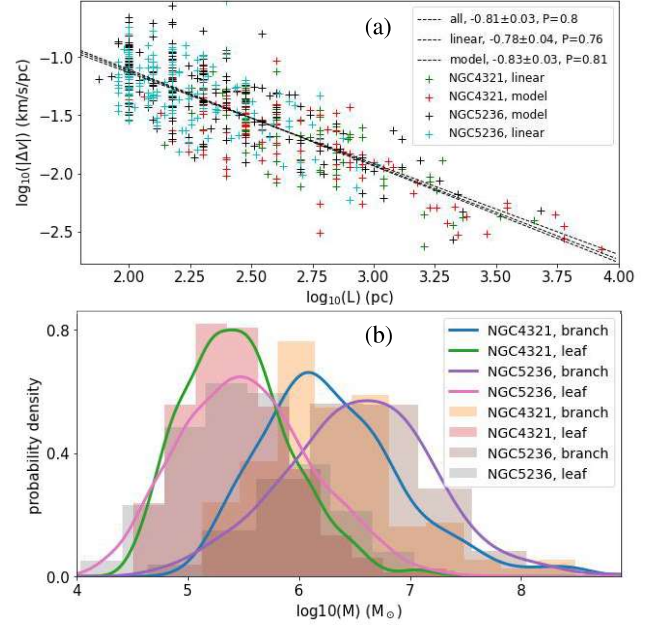 (a)
all, -0.81±0.03, P=0.8
linear, -0.78±0.04, P=0.76
model, -0.83±0.03, P=0.81
NGC4321, linear
NGC4321, model
NGC5236, model
NGC5236, linear
log₁₀(|Δv|) (km/s/pc)
−1.0
−1.5
−2.0
−2.5
2.00 2.25 2.50 2.75 3.00 3.25 3.50 3.75 4.00
log₁₀(L) (pc)
(b)
NGC4321, branch
NGC4321, leaf
NGC5236, branch
NGC5236, leaf
NGC4321, branch
NGC4321, leaf
NGC5236, branch
NGC5236, leaf
probability density
0.8
0.4
0.0
4 5 6 7 8
log10(M) (M⊙)